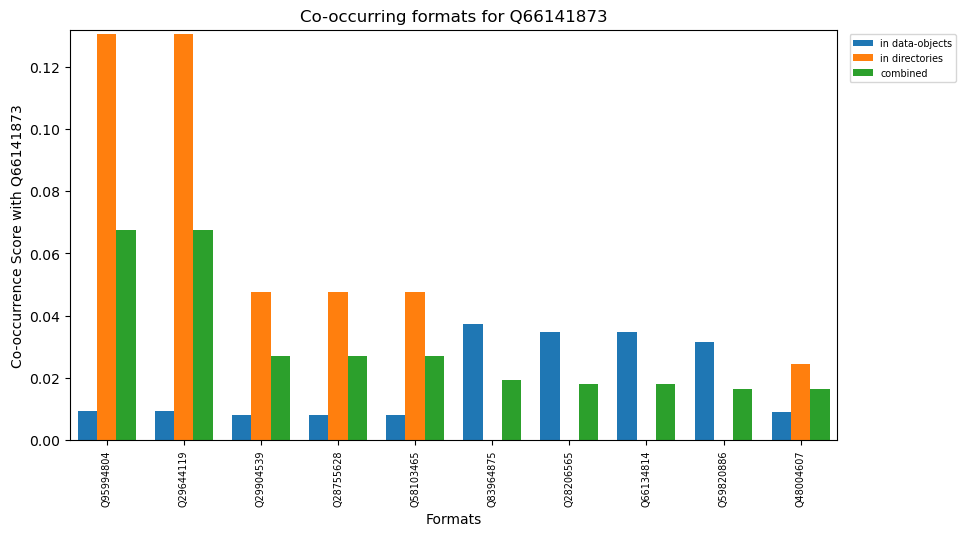 Co-occurring formats for Q66141873
in data-objects
in directories
combined
Co-occurrence Score with Q66141873
0.12
0.10
0.08
0.06
0.04
0.02
0.00
Q95994804
Q29644119
Q29904539
Q28755628
Q58103465
Q83964875
Q28206565
Q66134814
Q59820886
Q48004607
Formats